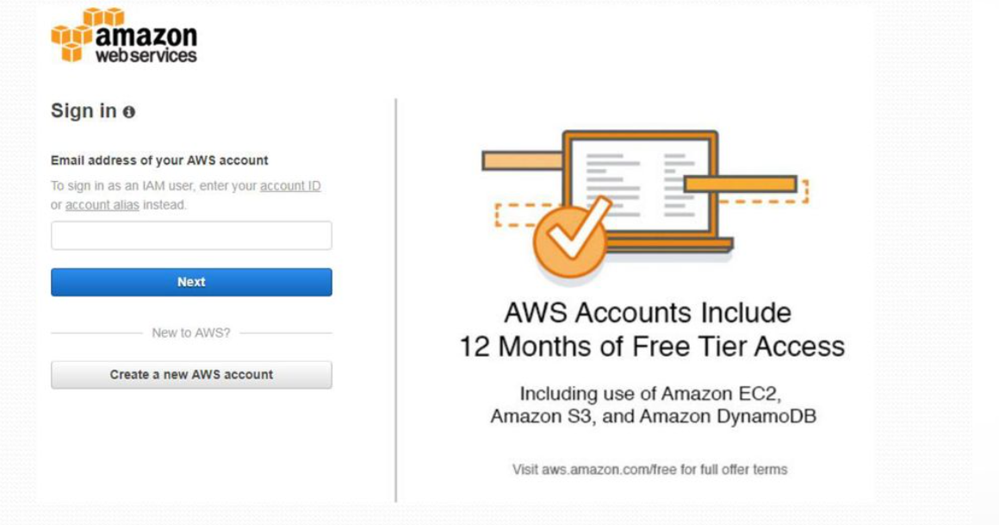 amazon
webservices
Sign in
Email address of your AWS account
To sign in as an IAM user, enter your account ID
or account alias instead.
Next
New to AWS?
Create a new AWS account
AWS Accounts Include
12 Months of Free Tier Access
Including use of Amazon EC2,
Amazon S3, and Amazon DynamoDB
Visit aws.amazon.com/free for full offer terms